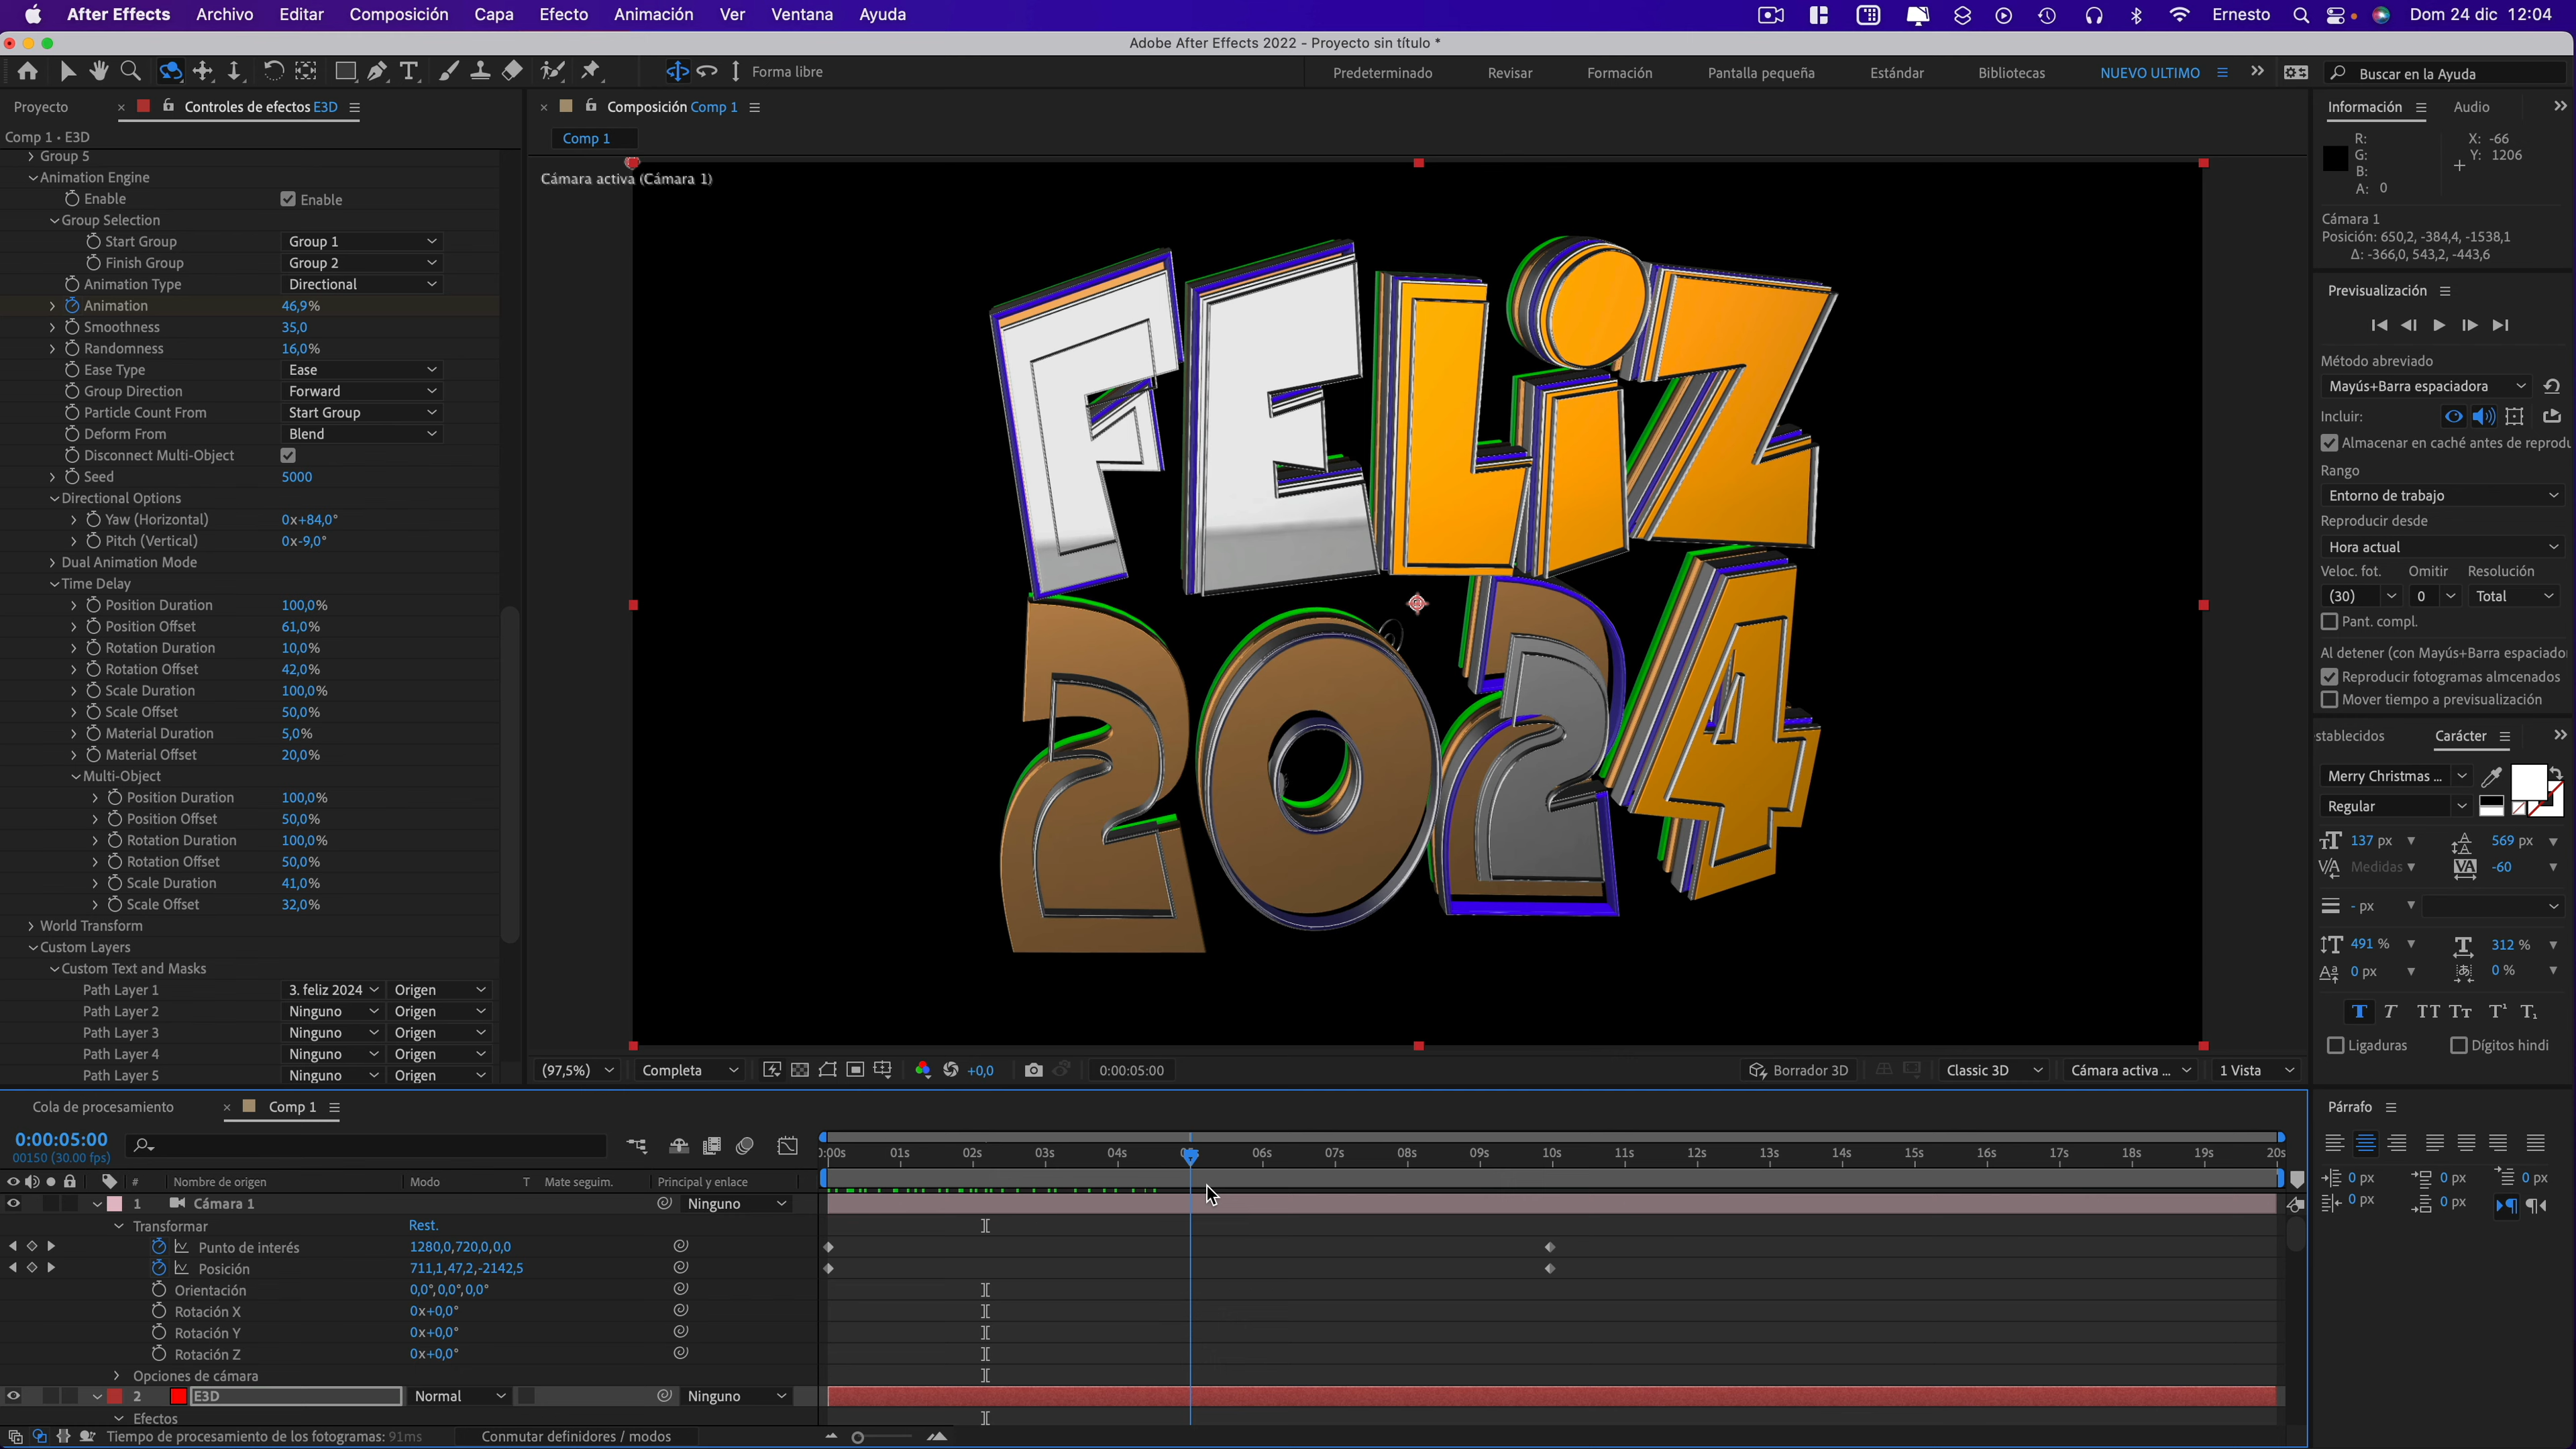 After Effects Archivo Editar Composición Capa Efecto Animación Ver Ventana Ayuda Ernesto Dom 24 dic 12:04
Adobe After Effects 2022 - Proyecto sin título *
Forma libre Predeterminado Revisar Formación Pantalla pequeña Estándar Bibliotecas NUEVO ULTIMO Buscar en la Ayuda
Proyecto Controles de efectos E3D
Comp 1 • E3D
Group 5
Animation Engine
Enable Enable
Group Selection
Start Group Group 1
Finish Group Group 2
Animation Type Directional
Animation 46,9%
Smoothness 35,0
Randomness 16,0%
Ease Type Ease
Group Direction Forward
Particle Count From Start Group
Deform From Blend
Disconnect Multi-Object
Seed 5000
Directional Options
Yaw (Horizontal) 0x+84,0°
Pitch (Vertical) 0x-9,0°
Dual Animation Mode
Time Delay
Position Duration 100,0%
Position Offset 61,0%
Rotation Duration 10,0%
Rotation Offset 42,0%
Scale Duration 100,0%
Scale Offset 50,0%
Material Duration 5,0%
Material Offset 20,0%
Multi-Object
Position Duration 100,0%
Position Offset 50,0%
Rotation Duration 100,0%
Rotation Offset 50,0%
Scale Duration 41,0%
Scale Offset 32,0%
World Transform
Custom Layers
Custom Text and Masks
Path Layer 1 3. feliz 2024 Origen
Path Layer 2 Ninguno Origen
Path Layer 3 Ninguno Origen
Path Layer 4 Ninguno Origen
Path Layer 5 Ninguno Origen
Composición Comp 1
Comp 1
Cámara activa (Cámara 1)
FELiZ
2024
(97,5%) Completa +0,0 0:00:05:00 Borrador 3D Classic 3D Cámara activa ... 1 Vista
Información Audio
R: X: -66
G: Y: 1206
B:
A: 0
Cámara 1
Posición: 650,2, -384,4, -1538,1
Δ: -366,0, 543,2, -443,6
Previsualización
Método abreviado
Mayús+Barra espaciadora
Incluir:
Almacenar en caché antes de reprodu
Rango
Entorno de trabajo
Reproducir desde
Hora actual
Veloc. fot. Omitir Resolución
(30) 0 Total
Pant. compl.
Al detener (con Mayús+Barra espaciado
Reproducir fotogramas almcenados
Mover tiempo a previsualización
establecidos Carácter
Merry Christmas ...
Regular
137 px 569 px
Medidas -60
- px
491 % 312 %
0 px 0 %
Ligaduras Dígitos hindi
Párrafo
0 px 0 px 0 px
0 px 0 px
Cola de procesamiento Comp 1
0:00:05:00
00150 (30.00 fps)
):00s 01s 02s 03s 04s 06s 07s 08s 09s 10s 11s 12s 13s 14s 15s 16s 17s 18s 19s 20s
# Nombre de origen Modo T Mate seguim. Principal y enlace
1 Cámara 1 Ninguno
Transformar Rest.
Punto de interés 1280,0,720,0,0,0
Posición 711,1,47,2,-2142,5
Orientación 0,0°,0,0°,0,0°
Rotación X 0x+0,0°
Rotación Y 0x+0,0°
Rotación Z 0x+0,0°
Opciones de cámara
2 E3D Normal Ninguno
Efectos
Tiempo de procesamiento de los fotogramas: 91ms Conmutar definidores / modos